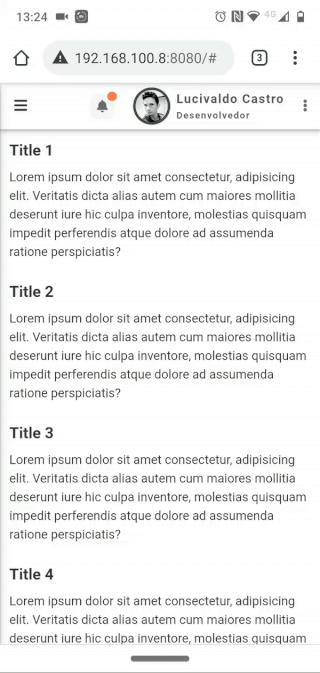 13:24
4G
192.168.100.8:8080/#
3
Lucivaldo Castro
Desenvolvedor
Title 1
Lorem ipsum dolor sit amet consectetur, adipisicing
elit. Veritatis dicta alias autem cum maiores mollitia
deserunt iure hic culpa inventore, molestias quisquam
impedit perferendis atque dolore ad assumenda
ratione perspiciatis?
Title 2
Lorem ipsum dolor sit amet consectetur, adipisicing
elit. Veritatis dicta alias autem cum maiores mollitia
deserunt iure hic culpa inventore, molestias quisquam
impedit perferendis atque dolore ad assumenda
ratione perspiciatis?
Title 3
Lorem ipsum dolor sit amet consectetur, adipisicing
elit. Veritatis dicta alias autem cum maiores mollitia
deserunt iure hic culpa inventore, molestias quisquam
impedit perferendis atque dolore ad assumenda
ratione perspiciatis?
Title 4
Lorem ipsum dolor sit amet consectetur, adipisicing
elit. Veritatis dicta alias autem cum maiores mollitia
deserunt iure hic culpa inventore, molestias quisquam